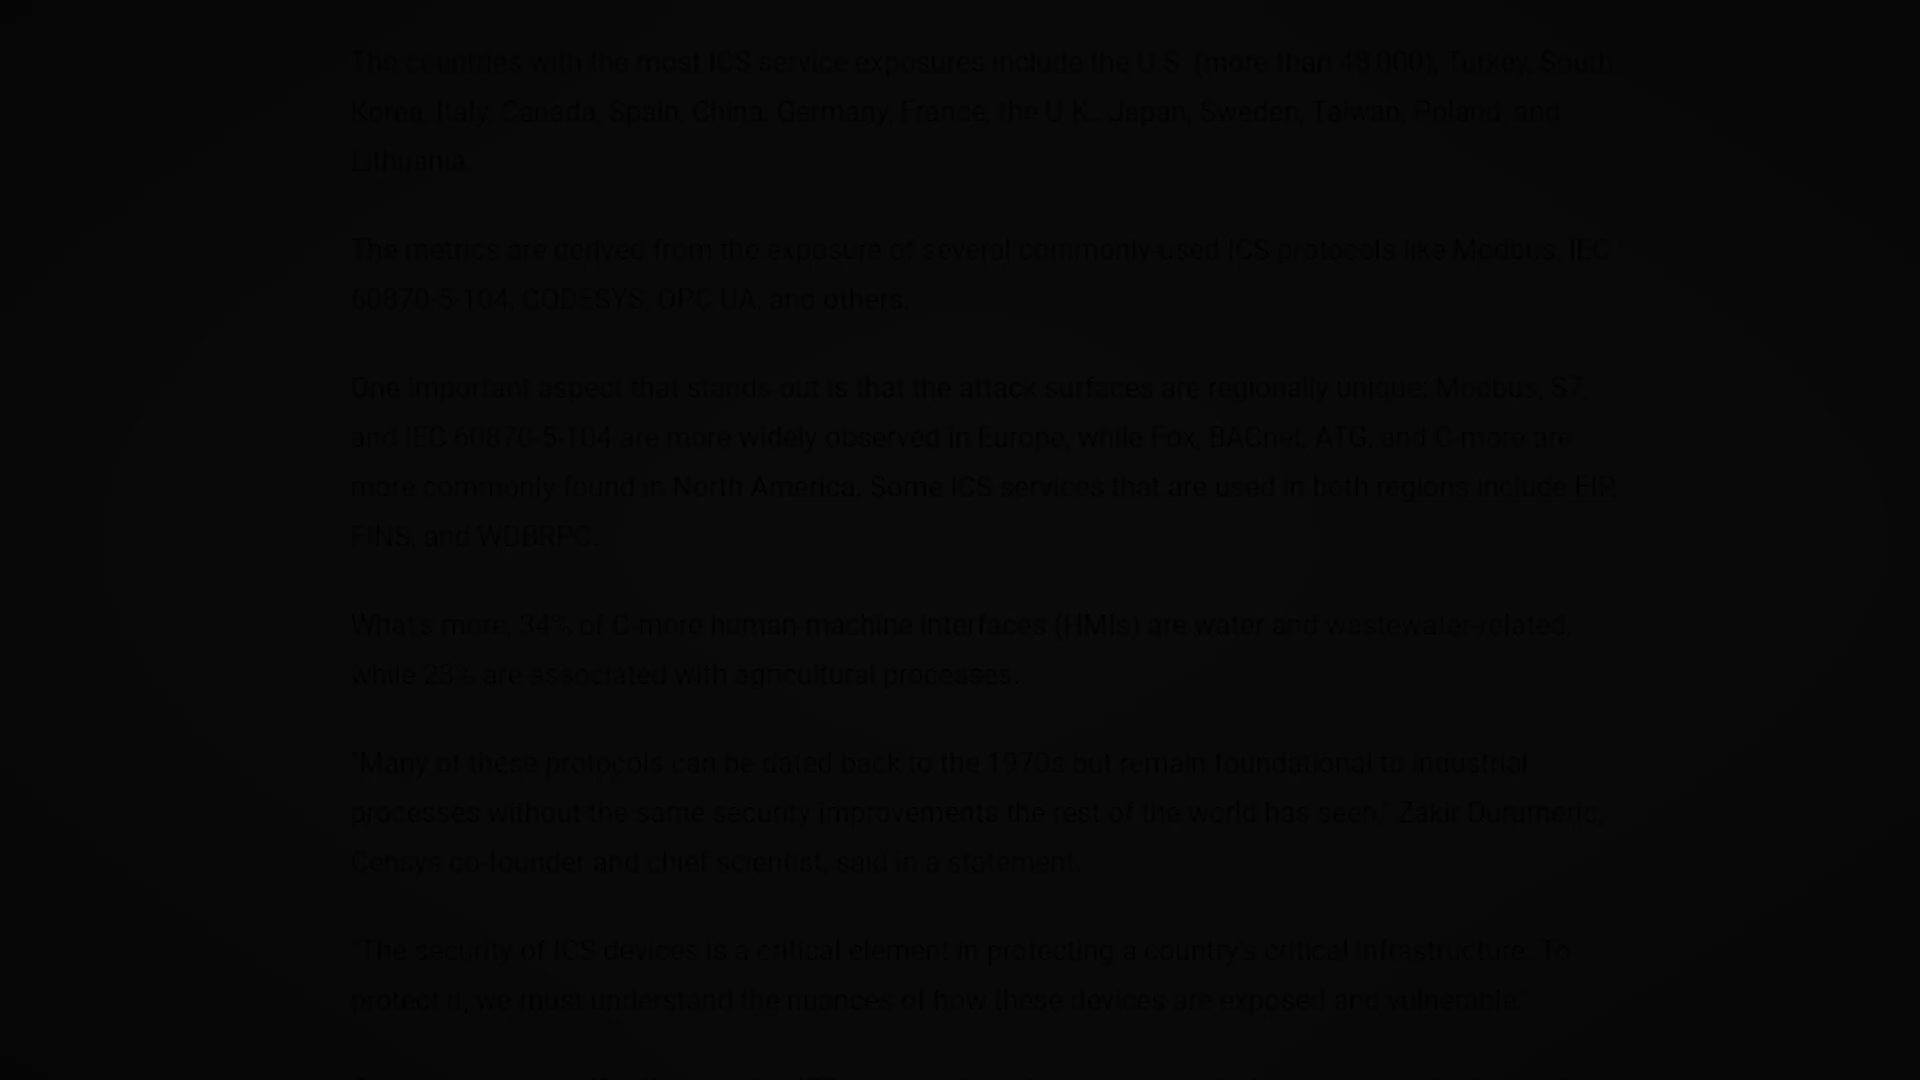 The countries with the most ICS service exposures include the U.S. (more than 48,000), Turkey, South
Korea, Italy, Canada, Spain, China, Germany, France, the U.K., Japan, Sweden, Taiwan, Poland, and
Lithuania.
The metrics are derived from the exposure of several commonly-used ICS protocols like Modbus, IEC
60870-5-104, CODESYS, OPC UA, and others.
One important aspect that stands out is that the attack surfaces are regionally unique: Modbus, S7,
and IEC 60870-5-104 are more widely observed in Europe, while Fox, BACnet, ATG, and C-more are
more commonly found in North America. Some ICS services that are used in both regions include EIP,
FINS, and WDBRPC.
What's more, 34% of C-more human machine interfaces (HMIs) are water and wastewater-related,
while 23% are associated with agricultural processes.
"Many of these protocols can be dated back to the 1970s but remain foundational to industrial
processes without the same security improvements the rest of the world has seen," Zakir Durumeric,
Censys co-founder and chief scientist, said in a statement.
"The security of ICS devices is a critical element in protecting a country's critical infrastructure. To
protect it, we must understand the nuances of how these devices are exposed and vulnerable."